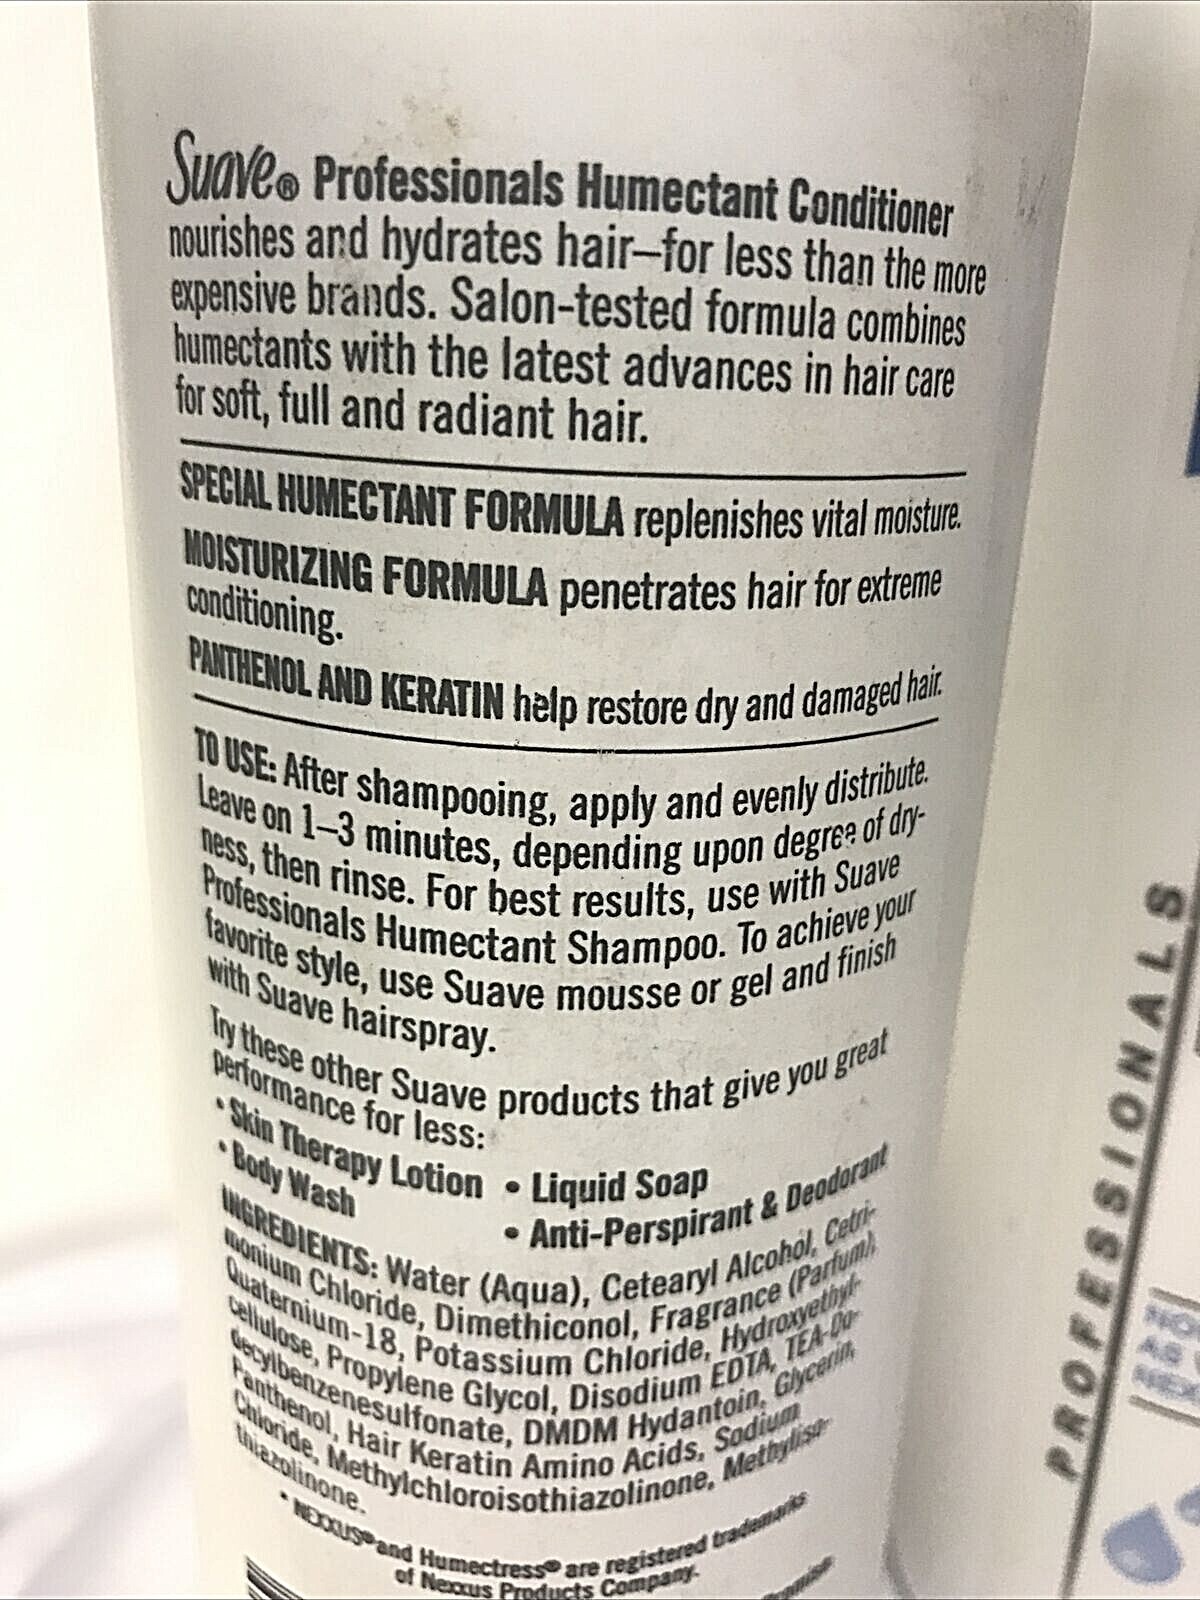 Suave® Professionals Humectant Conditioner
nourishes and hydrates hair–for less than the more
expensive brands. Salon-tested formula combines
humectants with the latest advances in hair care
for soft, full and radiant hair.
SPECIAL HUMECTANT FORMULA replenishes vital moisture.
MOISTURIZING FORMULA penetrates hair for extreme
conditioning.
PANTHENOL AND KERATIN help restore dry and damaged hair.
TO USE: After shampooing, apply and evenly distribute.
Leave on 1–3 minutes, depending upon degree of dry-
ness, then rinse. For best results, use with Suave
Professionals Humectant Shampoo. To achieve your
favorite style, use Suave mousse or gel and finish
with Suave hairspray.
Try these other Suave products that give you great
performance for less:
• Skin Therapy Lotion • Liquid Soap
• Body Wash • Anti-Perspirant & Deodorant
INGREDIENTS: Water (Aqua), Cetearyl Alcohol, Cetri-
monium Chloride, Dimethiconol, Fragrance (Parfum),
Quaternium-18, Potassium Chloride, Hydroxyethyl-
cellulose, Propylene Glycol, Disodium EDTA, TEA-Do-
decylbenzenesulfonate, DMDM Hydantoin, Glycerin,
Panthenol, Hair Keratin Amino Acids, Sodium
Chloride, Methylchloroisothiazolinone, Methyliso-
thiazolinone.
• NEXXUS® and Humectress® are registered trademarks
of Nexxus Products Company.
PROFESSIONALS